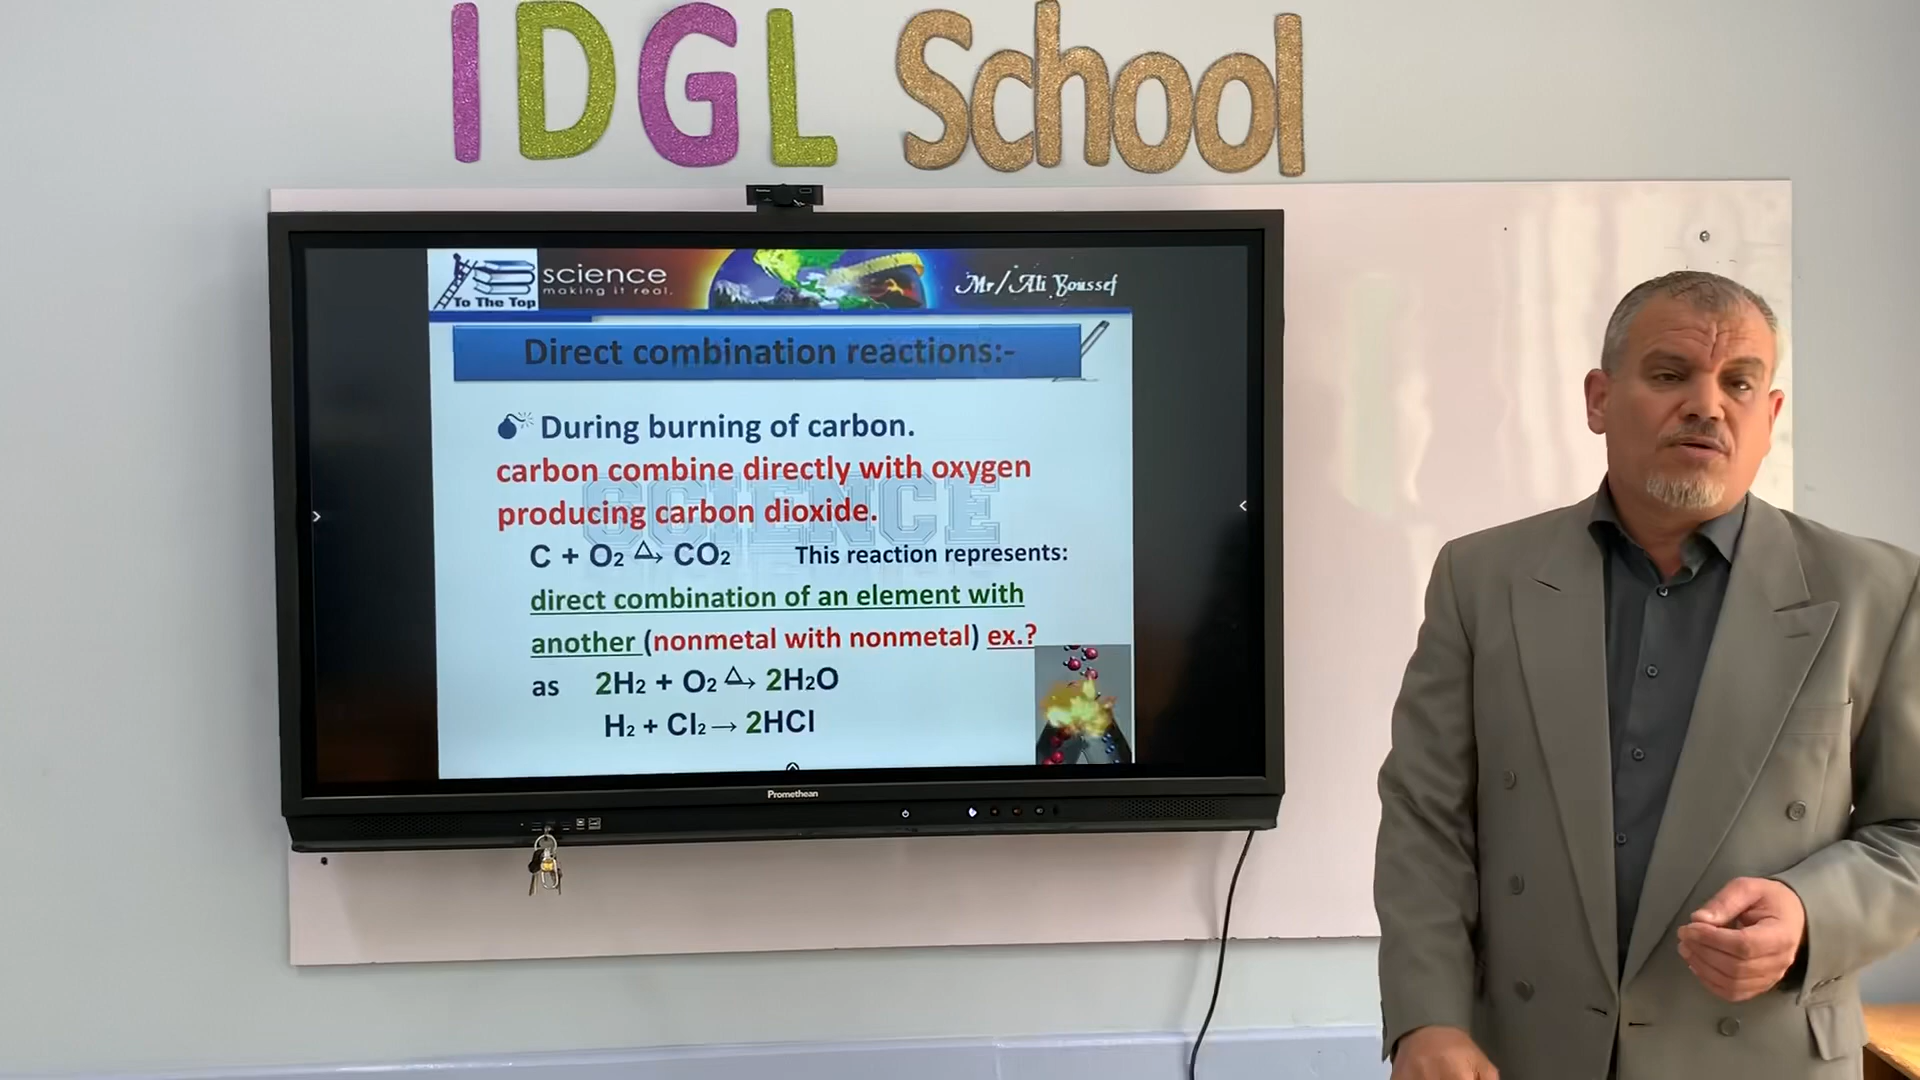 IDGL School
science
making it real.
To The Top
Mr/Ali Youssef
Direct combination reactions:-
During burning of carbon.
carbon combine directly with oxygen
producing carbon dioxide.
SCIENCE
C + O₂ △→ CO₂ This reaction represents:
direct combination of an element with
another (nonmetal with nonmetal) ex.?
as 2H₂ + O₂ △→ 2H₂O
H₂ + Cl₂ → 2HCl
Promethean